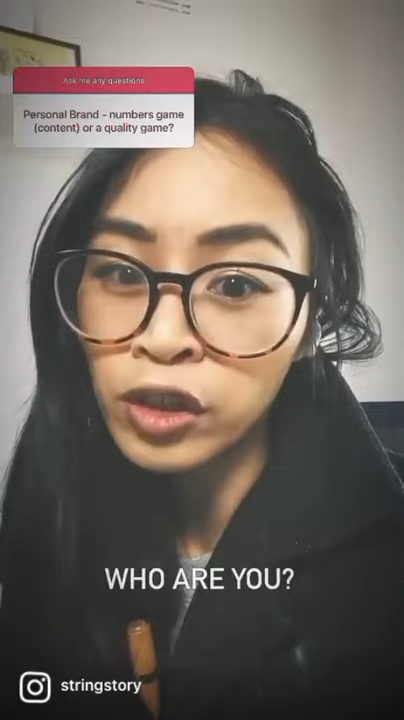 Ask me any questions
Personal Brand - numbers game
(content) or a quality game?
WHO ARE YOU?
stringstory